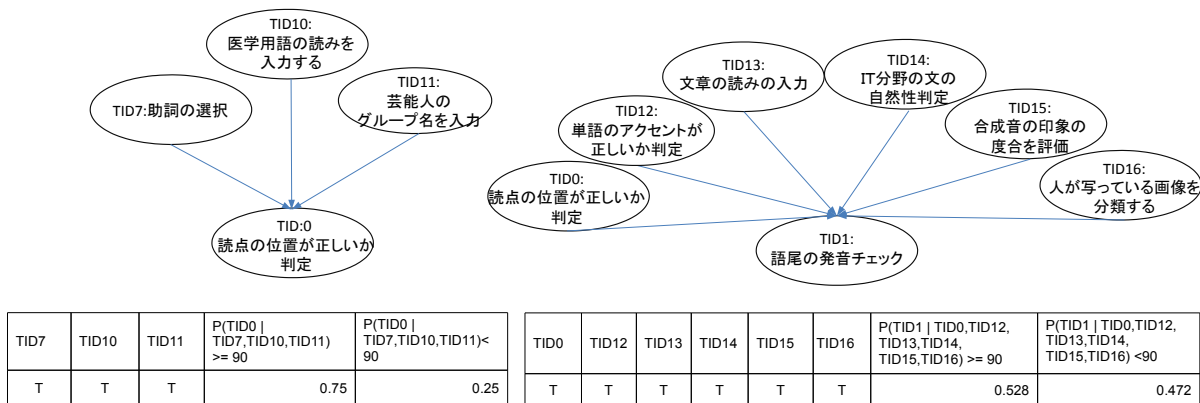 TID10:
医学用語の読みを
入力する
TID7:助詞の選択
TID11:
芸能人の
グループ名を入力
TID:0
読点の位置が正しいか
判定
TID13:
文章の読みの入力
TID14:
IT分野の文の
自然性判定
TID12:
単語のアクセントが
正しいか判定
TID15:
合成音の印象の
度合を評価
TID0:
読点の位置が正しいか
判定
TID16:
人が写っている画像を
分類する
TID1:
語尾の発音チェック
TID7 TID10 TID11 P(TID0 |
TID7,TID10,TID11)
>= 90
P(TID0 |
TID7,TID10,TID11)<
90
T T T 0.75 0.25
TID0 TID12 TID13 TID14 TID15 TID16 P(TID1 | TID0,TID12,
TID13,TID14,
TID15,TID16) >= 90
P(TID1 | TID0,TID12,
TID13,TID14,
TID15,TID16) <90
T T T T T T 0.528 0.472